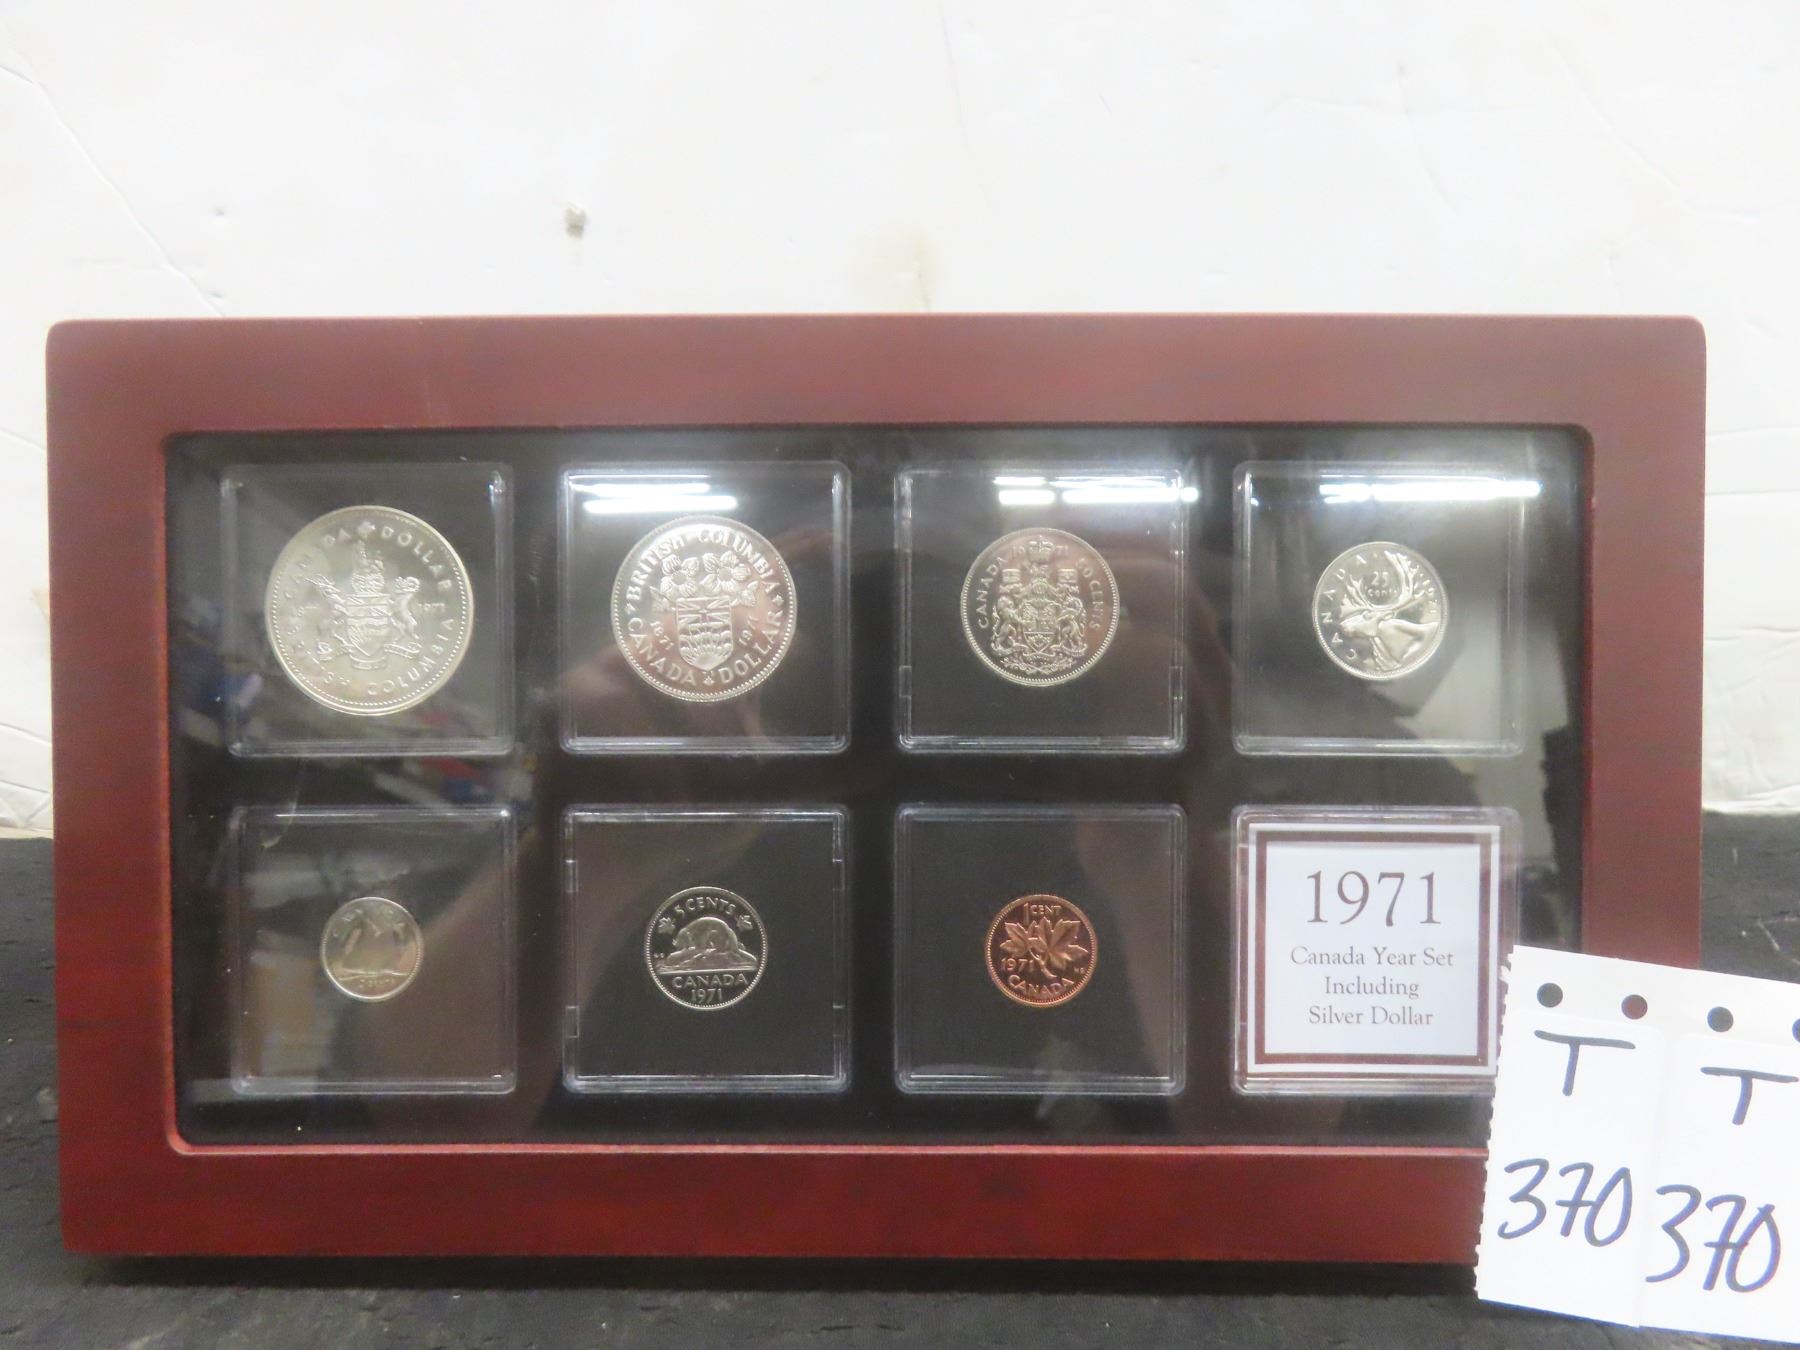 CANADA DOLLAR
1971
BRITISH COLUMBIA
BRITISH COLUMBIA
1871 1971
CANADA DOLLAR
1971
CANADA 50 CENTS
25
CENTS
CANADA 1971
5 CENTS
CANADA
1971
1 CENT
1971
CANADA
1971
Canada Year Set
Including
Silver Dollar
T
370
T
370